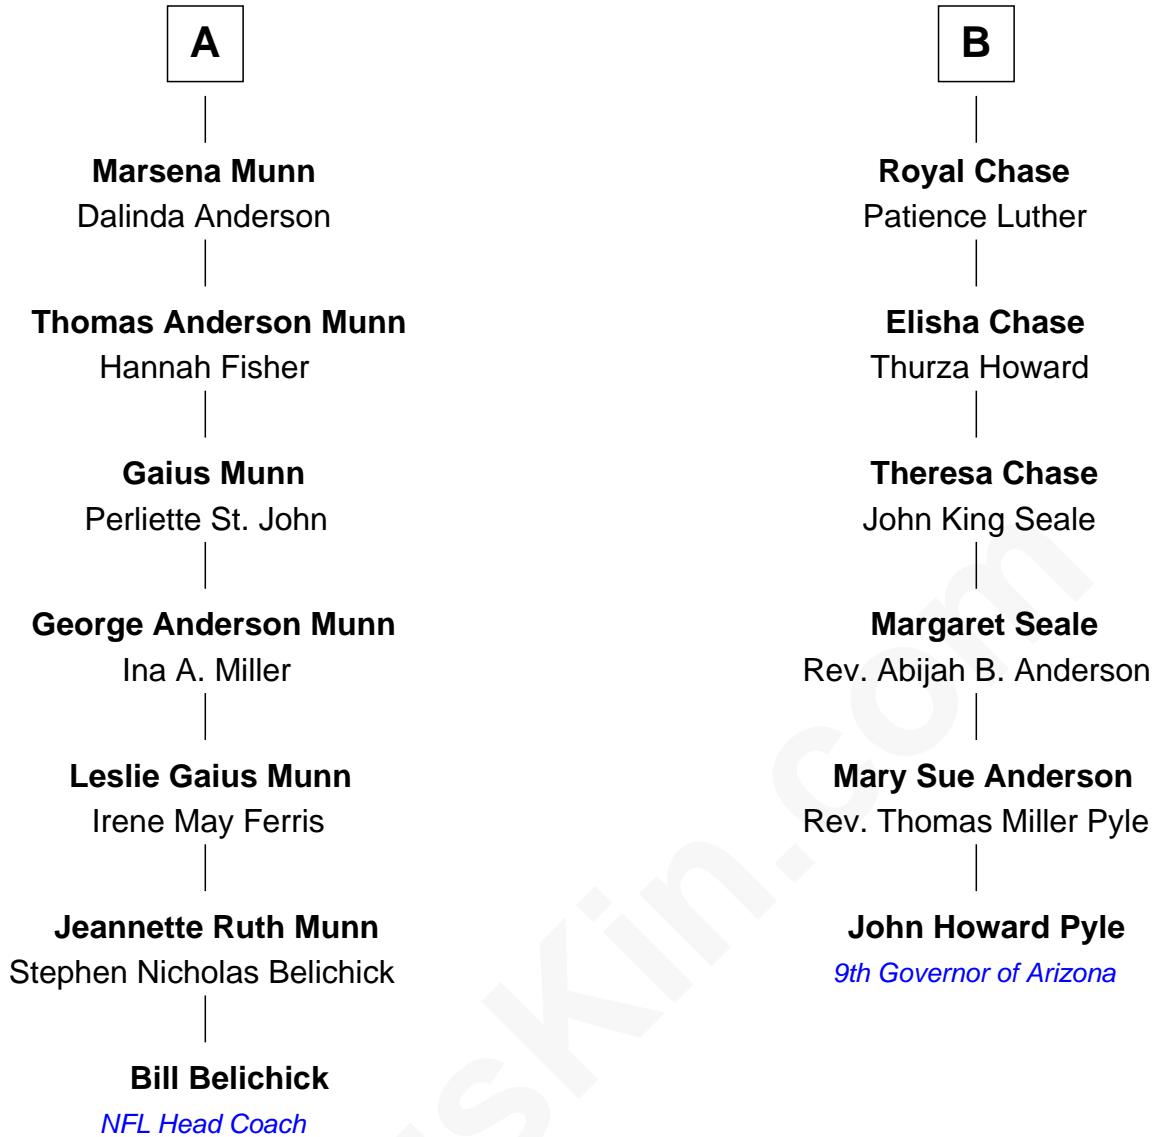 A
Marsena Munn
Dalinda Anderson
Thomas Anderson Munn
Hannah Fisher
Gaius Munn
Perliette St. John
George Anderson Munn
Ina A. Miller
Leslie Gaius Munn
Irene May Ferris
Jeannette Ruth Munn
Stephen Nicholas Belichick
Bill Belichick
NFL Head Coach
B
Royal Chase
Patience Luther
Elisha Chase
Thurza Howard
Theresa Chase
John King Seale
Margaret Seale
Rev. Abijah B. Anderson
Mary Sue Anderson
Rev. Thomas Miller Pyle
John Howard Pyle
9th Governor of Arizona
sKin.com